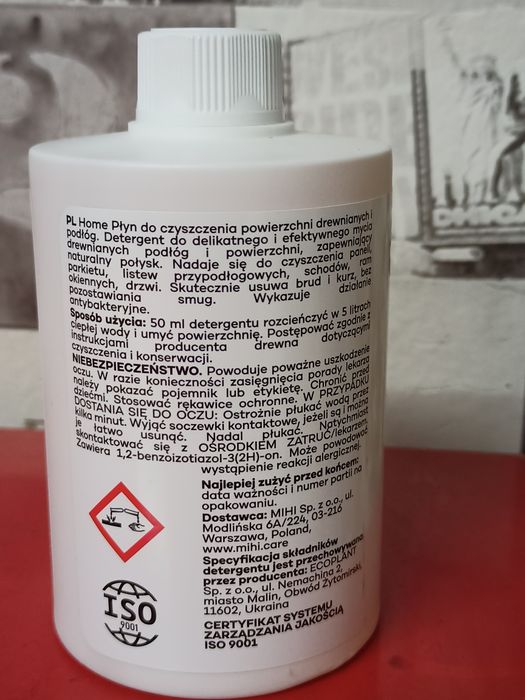 PL Home Płyn do czyszczenia powierzchni drewnianych i
podłóg. Detergent do delikatnego i efektywnego mycia
drewnianych podłóg i powierzchni, zapewniający
naturalny połysk. Nadaje się do czyszczenia paneli,
parkietu, listew przypodłogowych, schodów, ram
okiennych, drzwi. Skutecznie usuwa brud i kurz, bez
pozostawiania smug. Wykazuje działanie
antybakteryjne.
Sposób użycia: 50 ml detergentu rozcieńczyć w 5 litrach
ciepłej wody i umyć powierzchnię. Postępować zgodnie z
instrukcjami producenta drewna dotyczącymi
czyszczenia i konserwacji.
NIEBEZPIECZEŃSTWO. Powoduje poważne uszkodzenie
oczu. W razie konieczności zasięgnięcia porady lekarza
należy pokazać pojemnik lub etykietę. Chronić przed
dziećmi. Stosować rękawice ochronne. W PRZYPADKU
DOSTANIA SIĘ DO OCZU: Ostrożnie płukać wodą przez
kilka minut. Wyjąć soczewki kontaktowe, jeżeli są i można
je łatwo usunąć. Nadal płukać. Natychmiast
skontaktować się z OŚRODKIEM ZATRUĆ/lekarzem.
Zawiera 1,2-benzoizotiazol-3(2H)-on. Może powodować
wystąpienie reakcji alergicznej.
Najlepiej zużyć przed końcem:
data ważności i numer partii na
opakowaniu.
Dostawca: MIHI Sp. z o.o., ul.
Modlińska 6A/224, 03-216
Warszawa, Poland,
www.mihi.care
Specyfikacja składników
detergentu jest przechowywana
przez producenta: ECOPLANT
Sp. z o.o., ul. Nemachina 2,
miasto Malin, Obwód Żytomirski,
11602, Ukraina
CERTYFIKAT SYSTEMU
ZARZĄDZANIA JAKOŚCIĄ
ISO 9001
ISO
9001